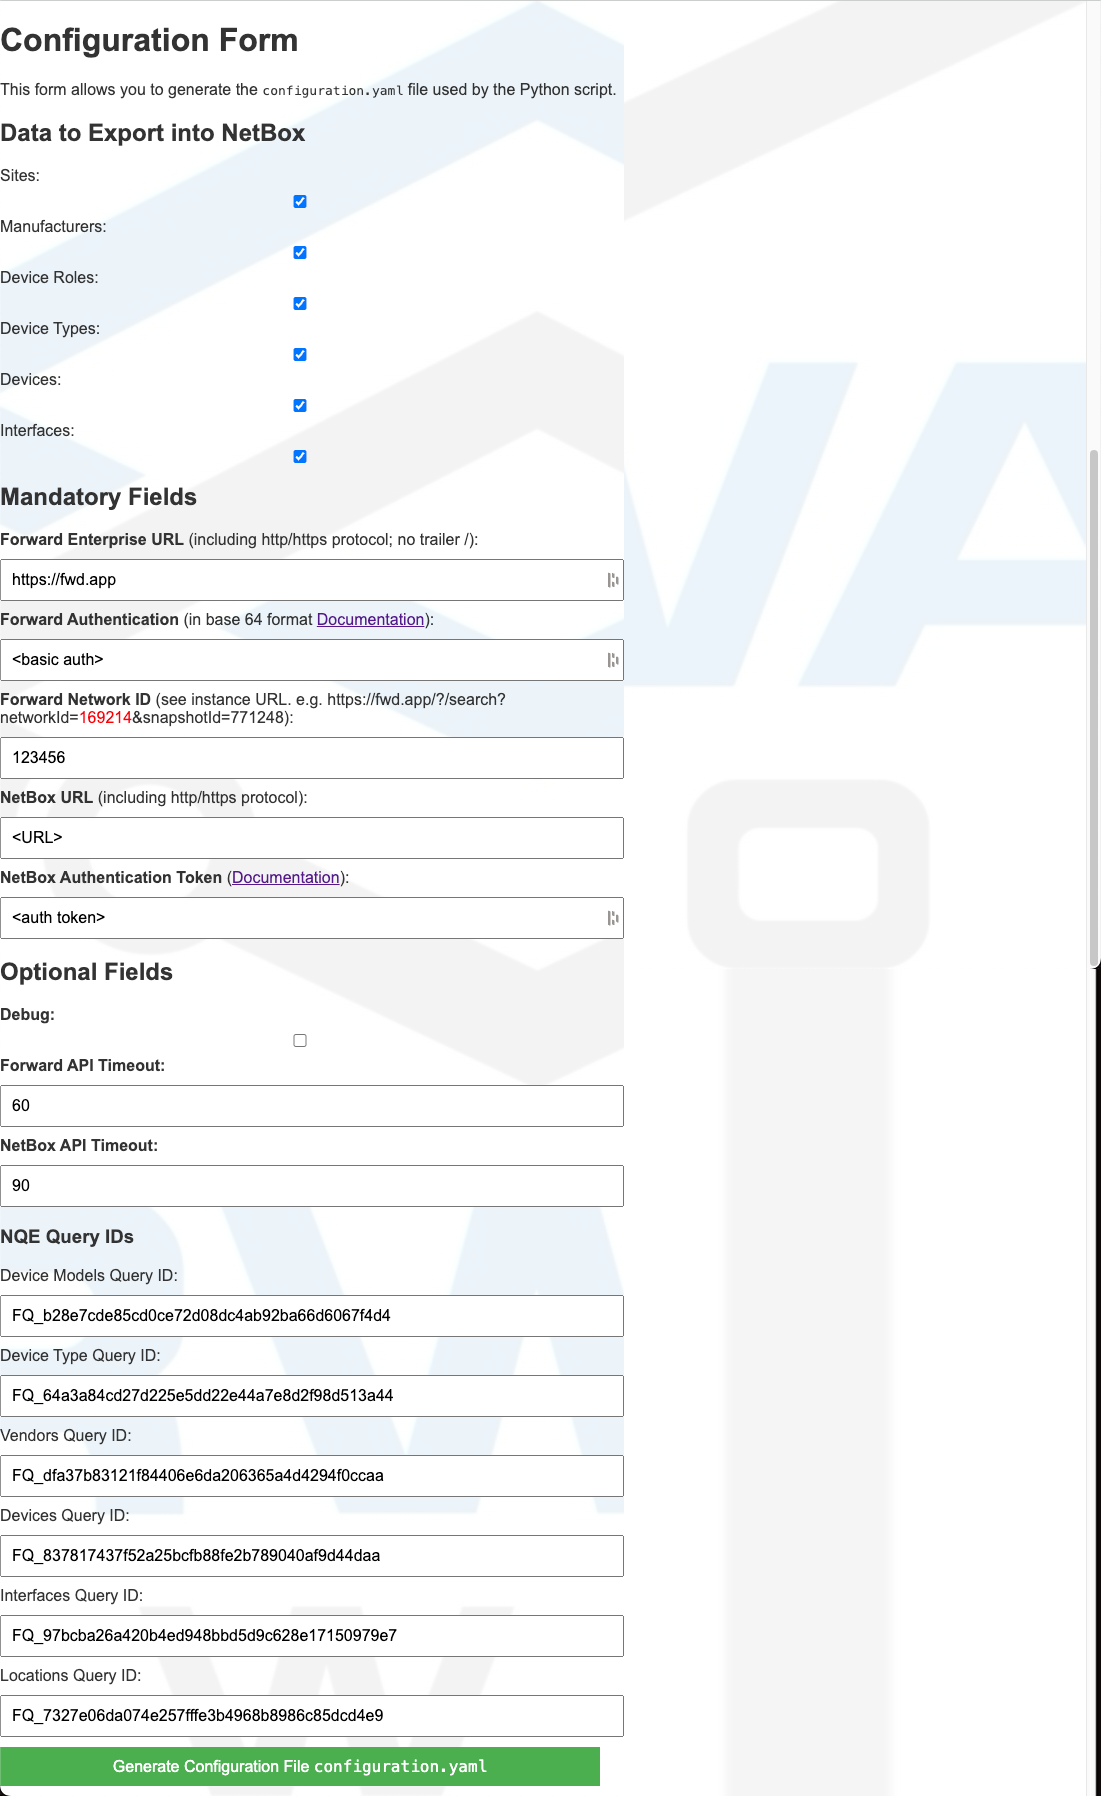 Configuration Form
This form allows you to generate the configuration.yaml file used by the Python script.
Data to Export into NetBox
Sites:
Manufacturers:
Device Roles:
Device Types:
Devices:
Interfaces:
Mandatory Fields
Forward Enterprise URL (including http/https protocol; no trailer /):
https://fwd.app
Forward Authentication (in base 64 format Documentation):
<basic auth>
Forward Network ID (see instance URL. e.g. https://fwd.app/?/search?
networkId=169214&snapshotId=771248):
123456
NetBox URL (including http/https protocol):
<URL>
NetBox Authentication Token (Documentation):
<auth token>
Optional Fields
Debug:
Forward API Timeout:
60
NetBox API Timeout:
90
NQE Query IDs
Device Models Query ID:
FQ_b28e7cde85cd0ce72d08dc4ab92ba66d6067f4d4
Device Type Query ID:
FQ_64a3a84cd27d225e5dd22e44a7e8d2f98d513a44
Vendors Query ID:
FQ_dfa37b83121f84406e6da206365a4d4294f0ccaa
Devices Query ID:
FQ_837817437f52a25bcfb88fe2b789040af9d44daa
Interfaces Query ID:
FQ_97bcba26a420b4ed948bbd5d9c628e17150979e7
Locations Query ID:
FQ_7327e06da074e257fffe3b4968b8986c85dcd4e9
Generate Configuration File configuration.yaml